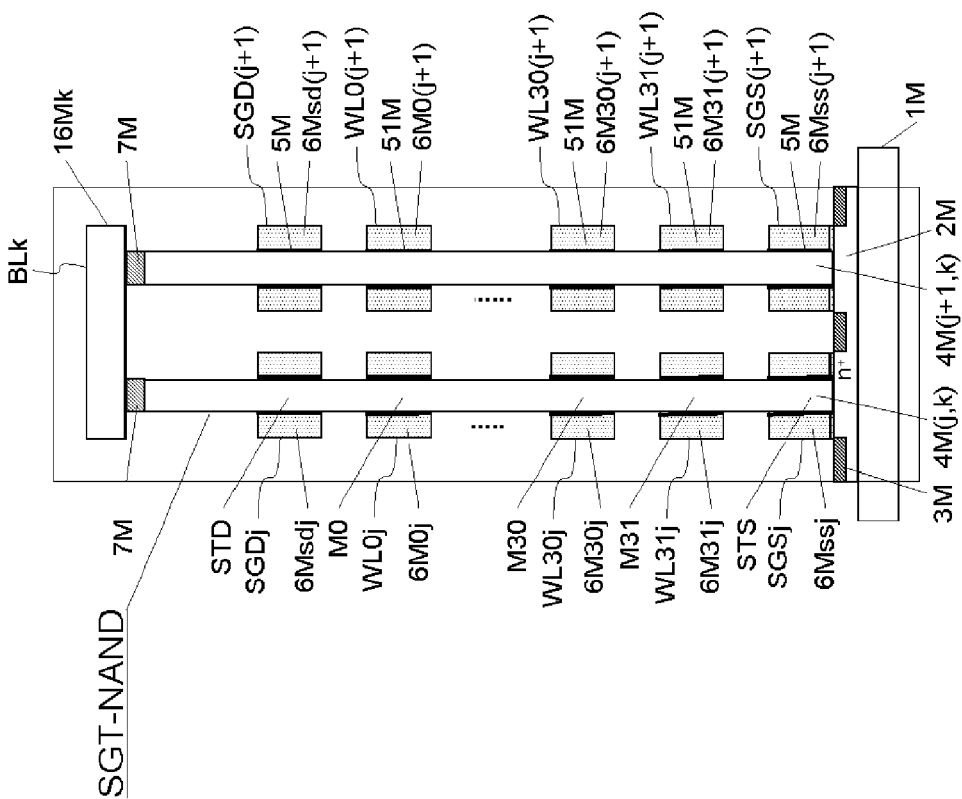 BLk
16Mk
7M
SGD(j+1)
5M
6Msd(j+1)
WL0(j+1)
51M
6M0(j+1)
WL30(j+1)
51M
6M30(j+1)
WL31(j+1)
51M
6M31(j+1)
SGS(j+1)
5M
6Mss(j+1)
1M
SGT-NAND
7M
STD
SGDj
6Msdj
M0
WL0j
6M0j
M30
WL30j
6M30j
M31
WL31j
6M31j
STS
SGSj
6Mssj
n⁺
3M
4M(j,k)
4M(j+1,k)
2M